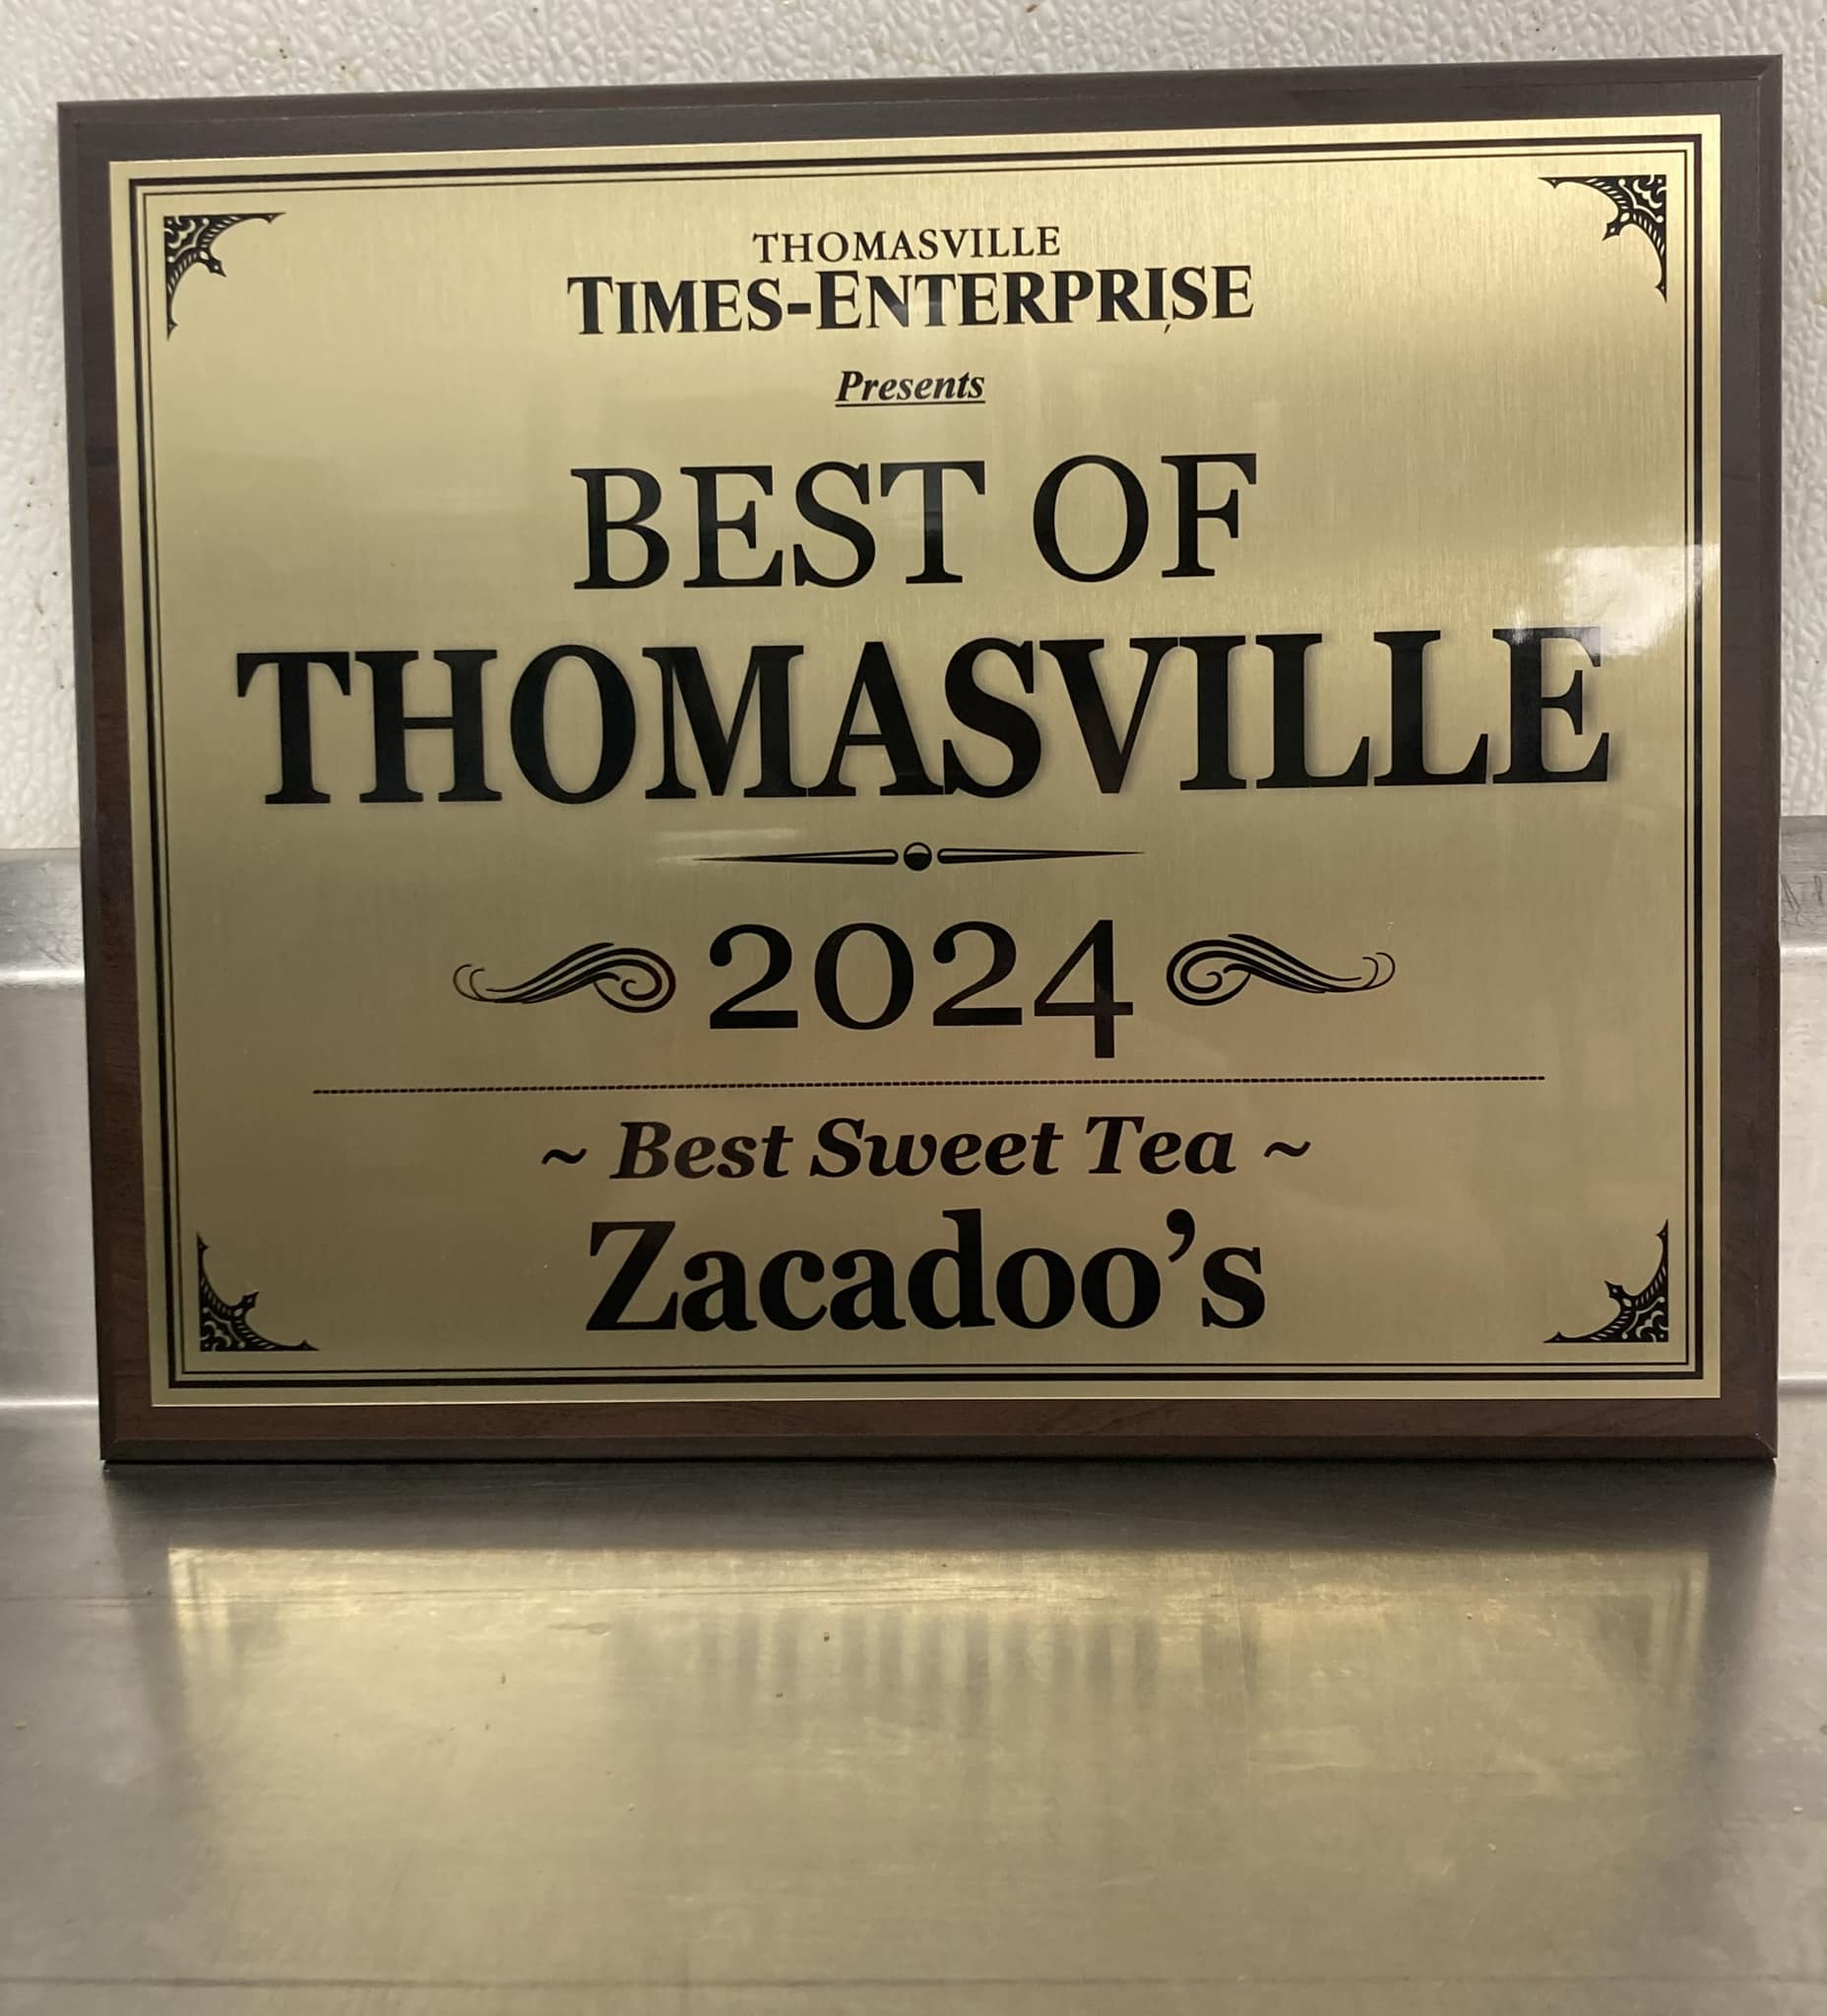 THOMASVILLE
TIMES-ENTERPRISE
Presents
BEST OF
THOMASVILLE
2024
~ Best Sweet Tea ~
Zacadoo’s